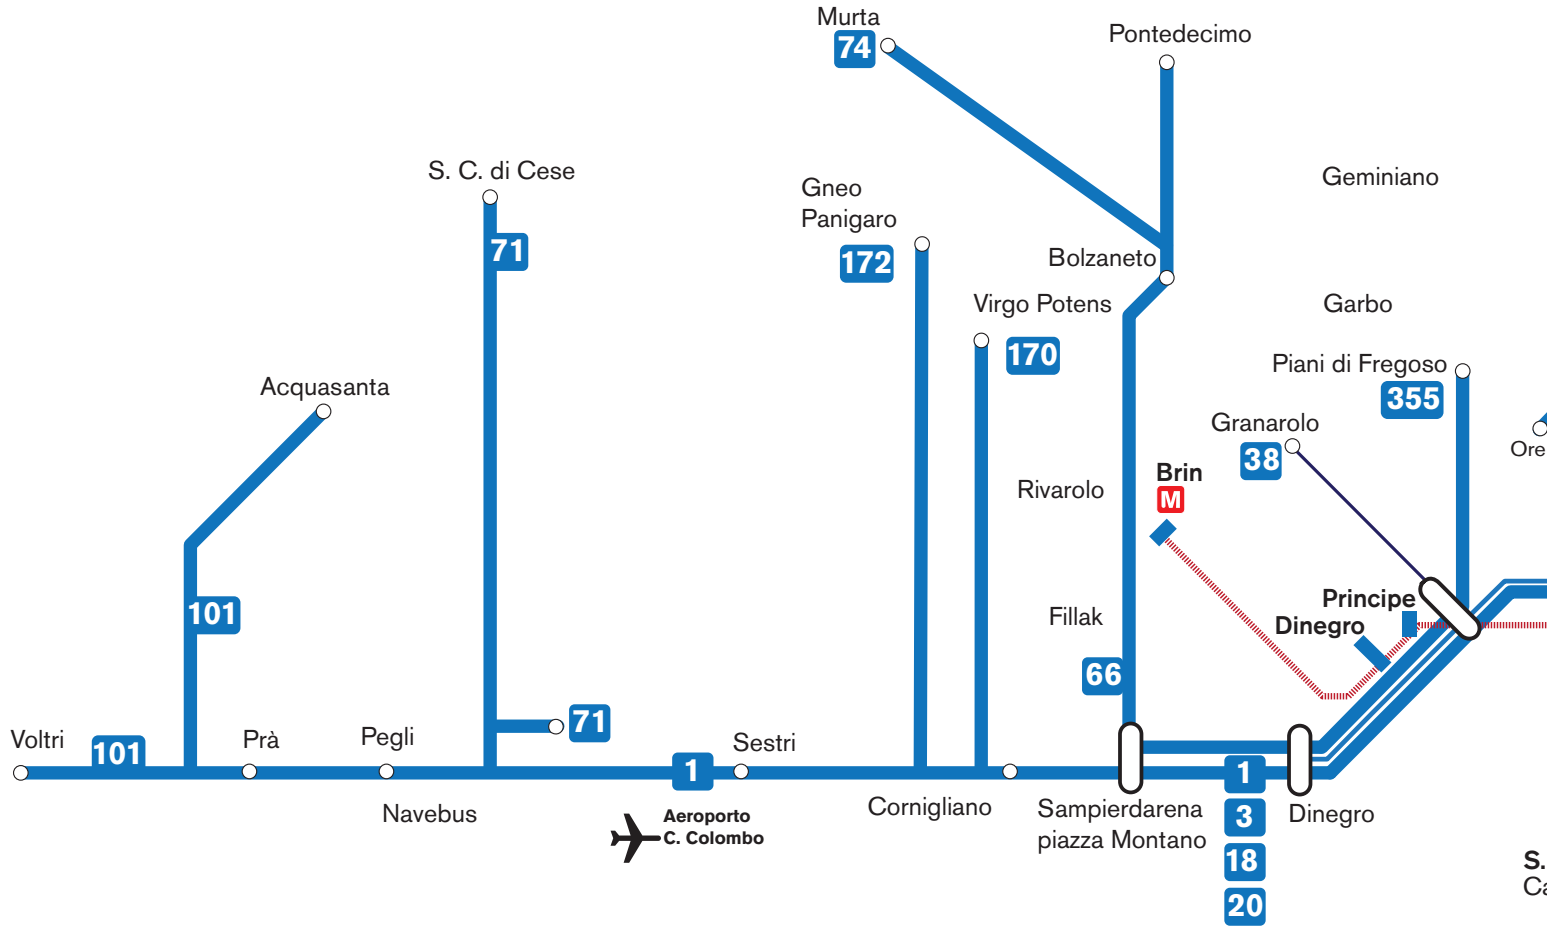 Murta
74
Pontedecimo
S. C. di Cese
71
Gneo
Panigaro
172
Geminiano
Bolzaneto
Virgo Potens
170
Garbo
Piani di Fregoso
355
Acquasanta
Granarolo
38
Ore
Brin
M
Rivarolo
101
Fillak
Principe
Dinegro
66
Voltri
101
Prà
Pegli
71
Sestri
1
Navebus
Aeroporto
C. Colombo
Cornigliano
Sampierdarena
piazza Montano
1
3
18
20
Dinegro
S.
Ca